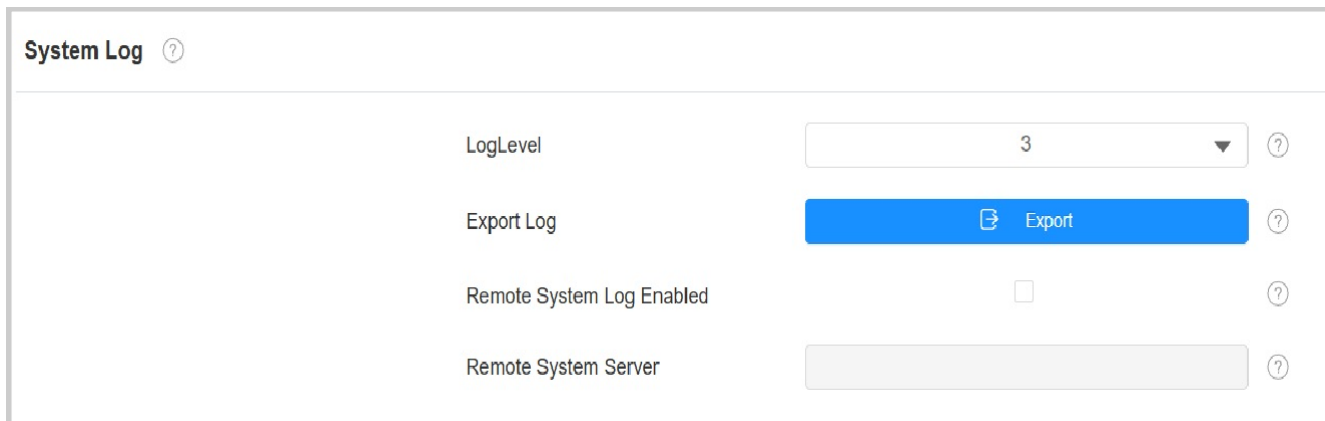 System Log ?
LogLevel 3 ?
Export Log Export ?
Remote System Log Enabled ?
Remote System Server ?